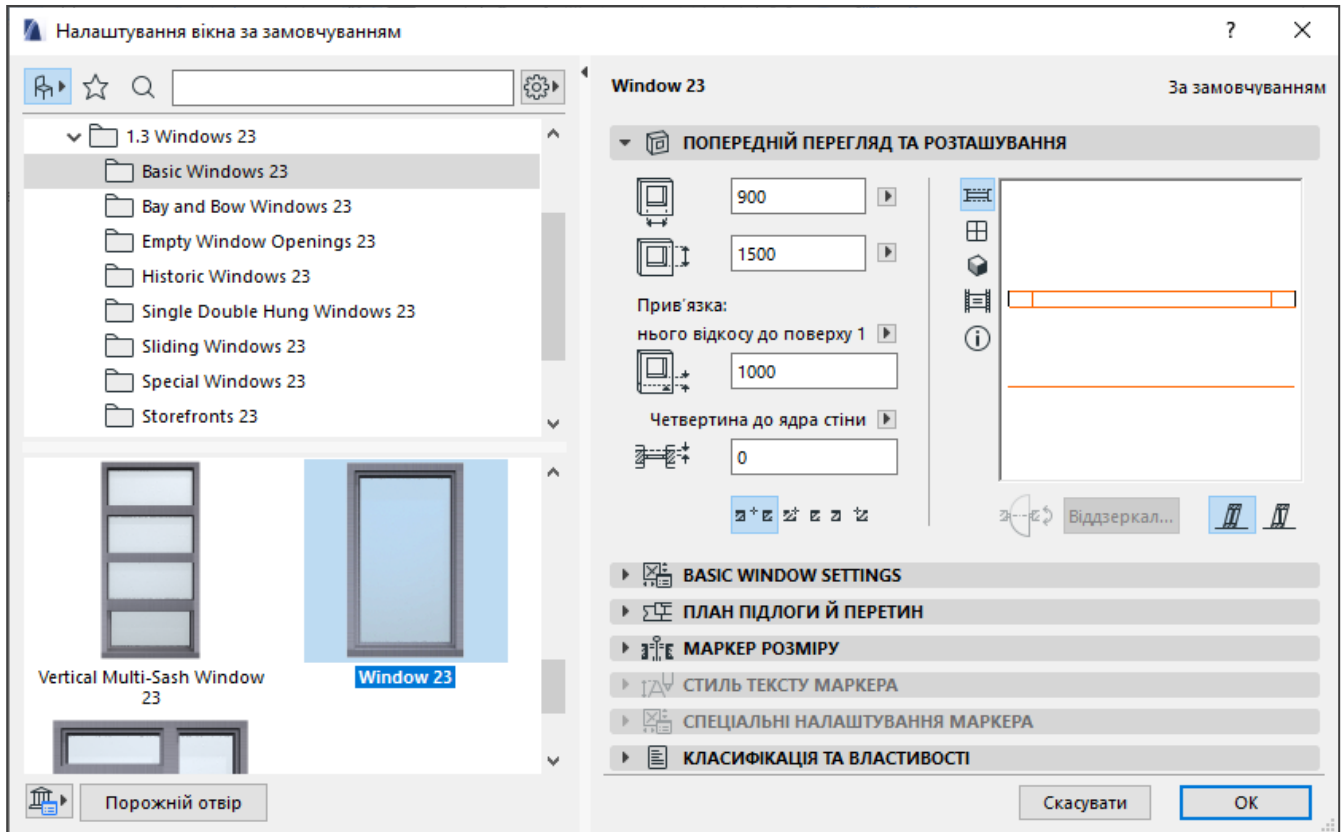 Налаштування вікна за замовчуванням
?
1.3 Windows 23
Basic Windows 23
Bay and Bow Windows 23
Empty Window Openings 23
Historic Windows 23
Single Double Hung Windows 23
Sliding Windows 23
Special Windows 23
Storefronts 23
Vertical Multi-Sash Window
23
Window 23
Порожній отвір
Window 23
За замовчуванням
ПОПЕРЕДНІЙ ПЕРЕГЛЯД ТА РОЗТАШУВАННЯ
900
1500
Прив'язка:
нього відкосу до поверху 1
1000
Четвертина до ядра стіни
0
Віддзеркал...
BASIC WINDOW SETTINGS
ПЛАН ПІДЛОГИ Й ПЕРЕТИН
МАРКЕР РОЗМІРУ
СТИЛЬ ТЕКСТУ МАРКЕРА
СПЕЦІАЛЬНІ НАЛАШТУВАННЯ МАРКЕРА
КЛАСИФІКАЦІЯ ТА ВЛАСТИВОСТІ
Скасувати
OK